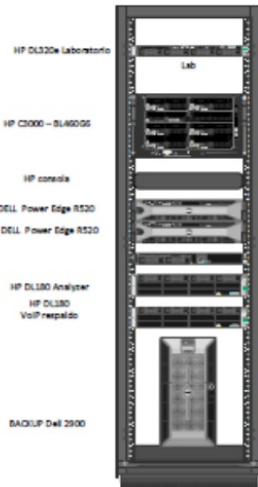 HP DL320e Laboratorio
Lab
HP C3000 – BL460G6
HP consola
DELL Power Edge R520
DELL Power Edge R520
HP DL180 Analyzer
HP DL180
VoIP respaldo
BACKUP Dell 2900